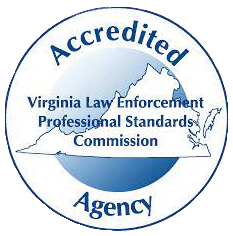 Accredited
Virginia Law Enforcement
Professional Standards
Commission
Agency